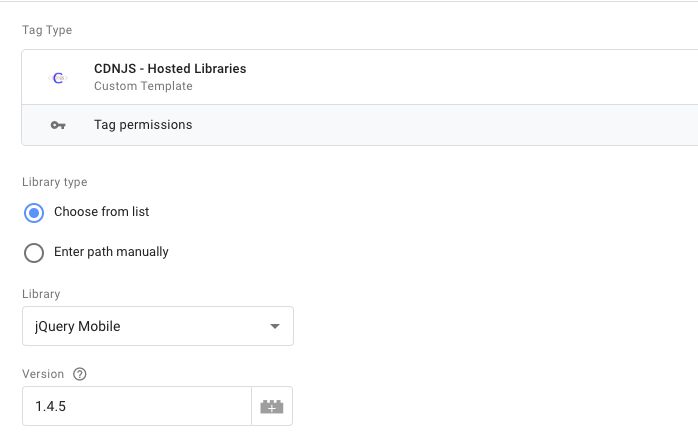 Tag Type
CDNJS - Hosted Libraries
Custom Template
Tag permissions
Library type
Choose from list
Enter path manually
Library
jQuery Mobile
Version
1.4.5